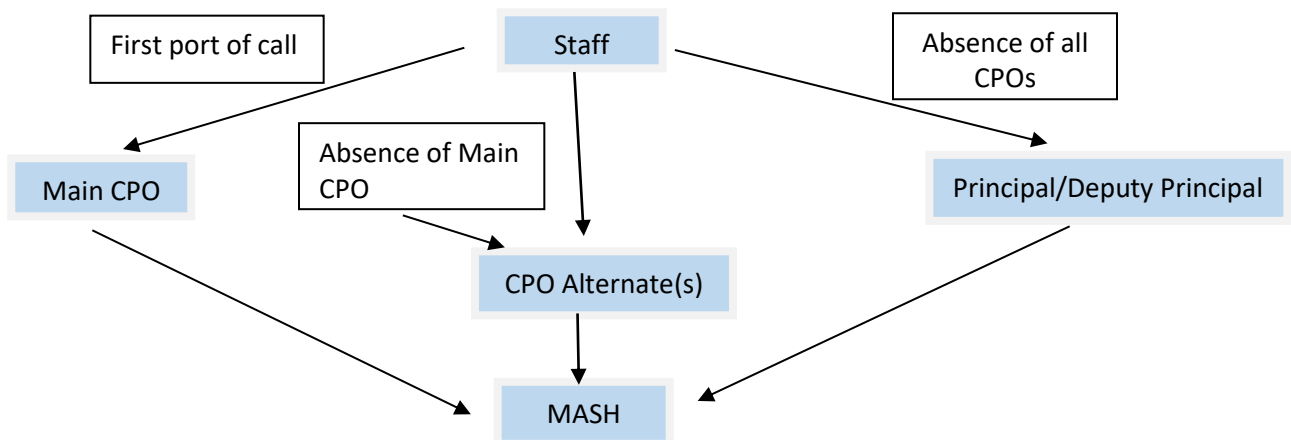 First port of call
Staff
Absence of all
CPOs
Absence of Main
CPO
Main CPO
Principal/Deputy Principal
CPO Alternate(s)
MASH